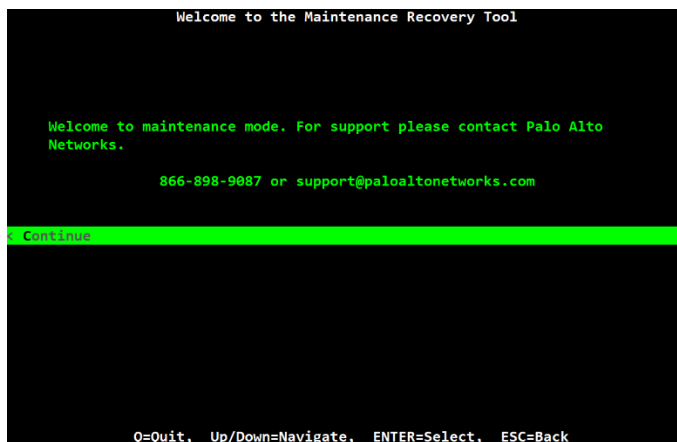 Welcome to the Maintenance Recovery Tool
Welcome to maintenance mode. For support please contact Palo Alto
Networks.
866-898-9087 or support@paloaltonetworks.com
< Continue
Q=Quit, Up/Down=Navigate, ENTER=Select, ESC=Back